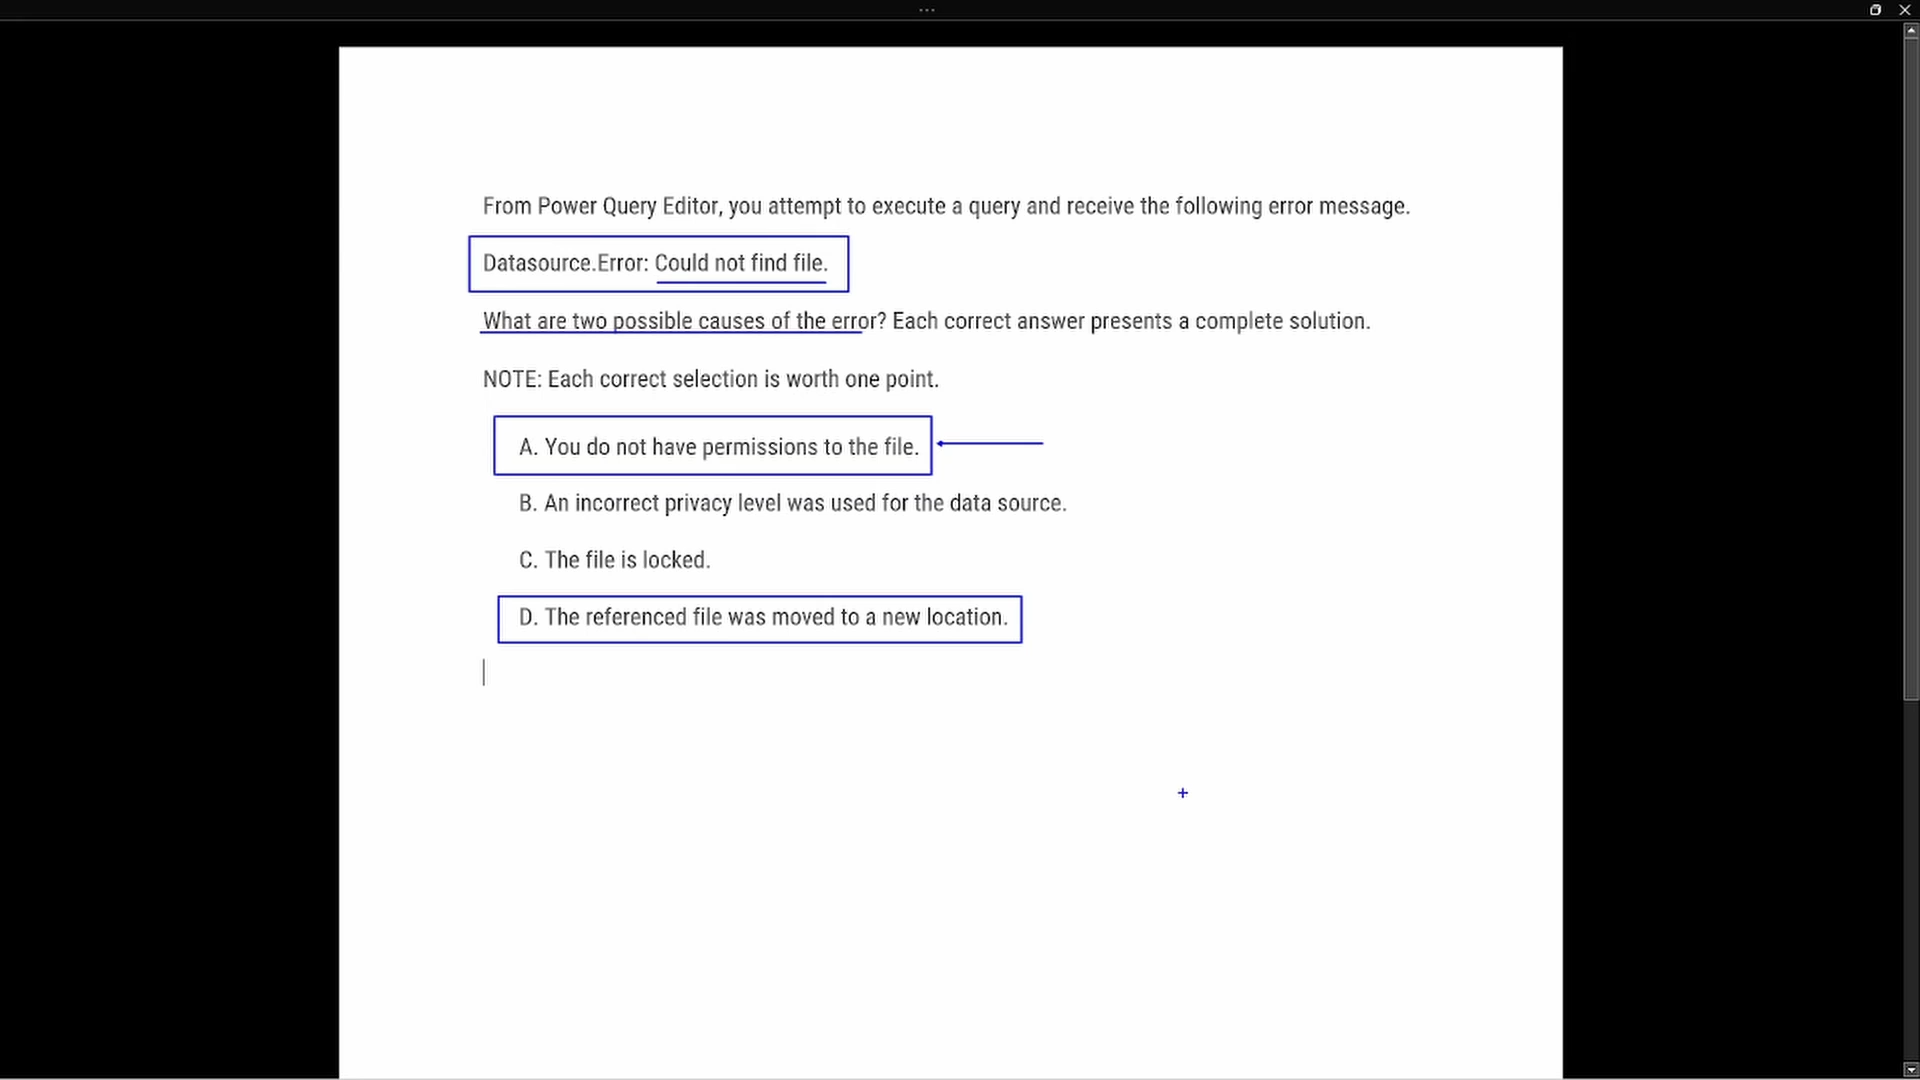 From Power Query Editor, you attempt to execute a query and receive the following error message.
Datasource.Error: Could not find file.
What are two possible causes of the error? Each correct answer presents a complete solution.
NOTE: Each correct selection is worth one point.
A. You do not have permissions to the file.
B. An incorrect privacy level was used for the data source.
C. The file is locked.
D. The referenced file was moved to a new location.